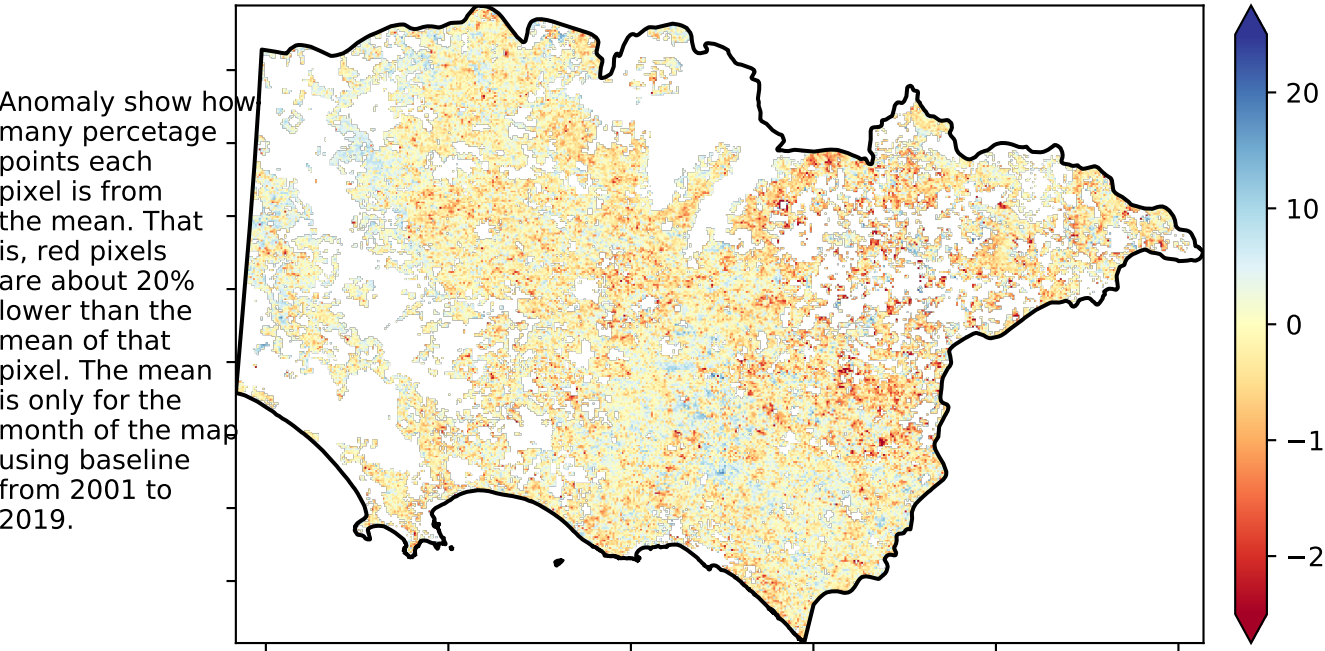 Anomaly show how
many percetage
points each
pixel is from
the mean. That
is, red pixels
are about 20%
lower than the
mean of that
pixel. The mean
is only for the
month of the map
using baseline
from 2001 to
2019.
20
10
0
−1
−2